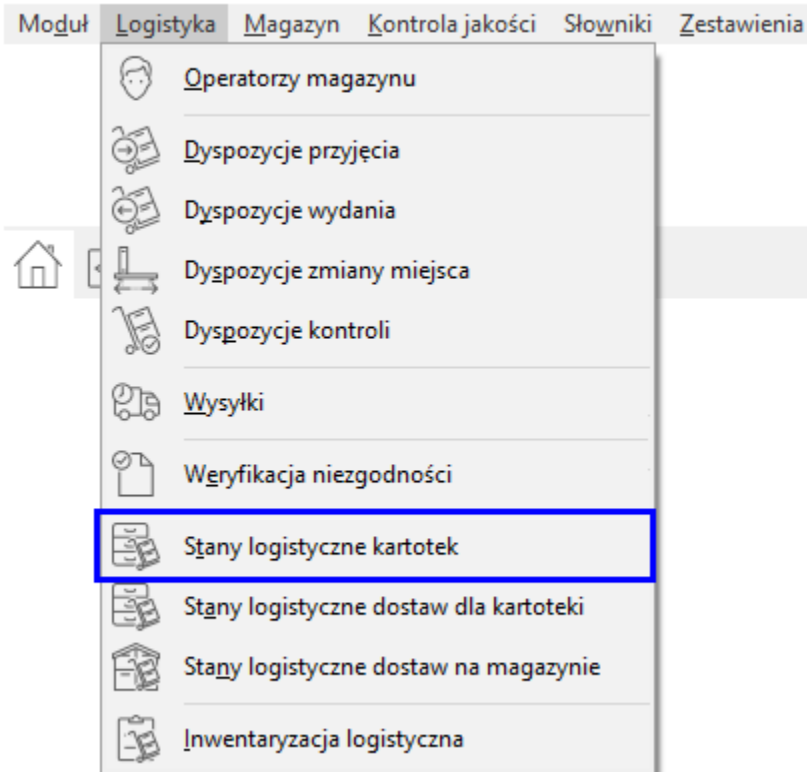 Moduł Logistyka Magazyn Kontrola jakości Słowniki Zestawienia
Operatorzy magazynu
Dyspozycje przyjęcia
Dyspozycje wydania
Dyspozycje zmiany miejsca
Dyspozycje kontroli
Wysyłki
Weryfikacja niezgodności
Stany logistyczne kartotek
Stany logistyczne dostaw dla kartoteki
Stany logistyczne dostaw na magazynie
Inwentaryzacja logistyczna